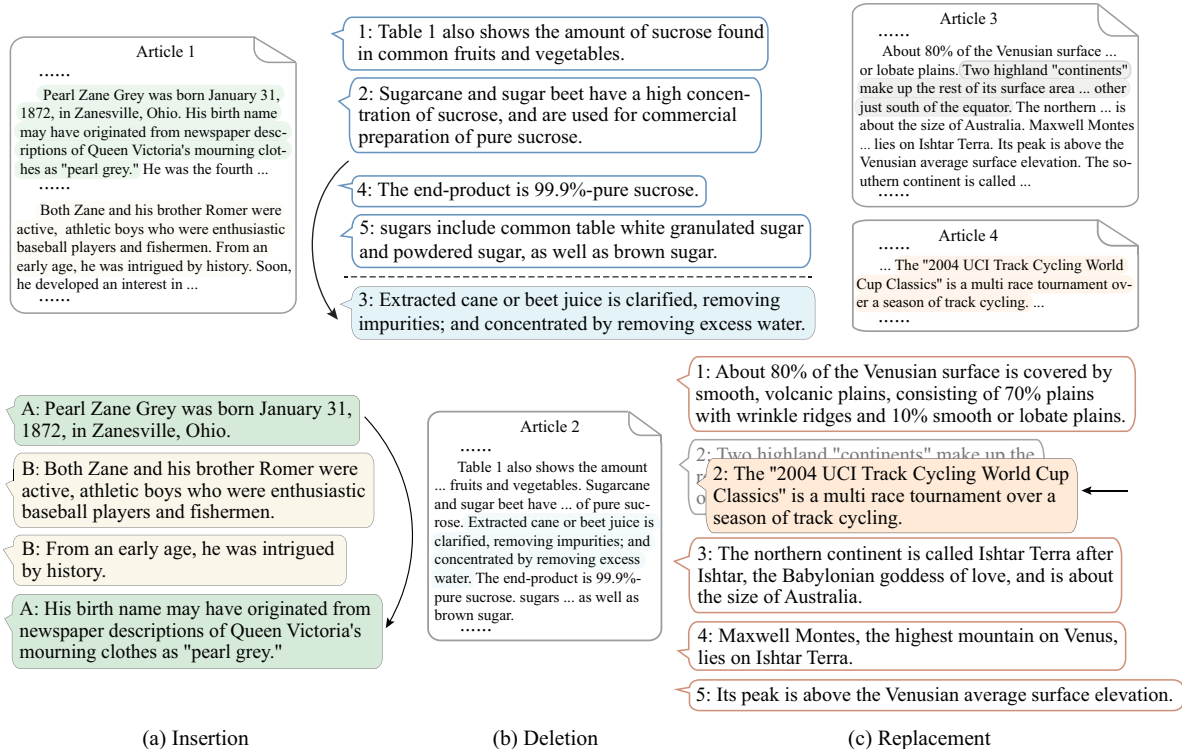 Article 1
......
Pearl Zane Grey was born January 31,
1872, in Zanesville, Ohio. His birth name
may have originated from newspaper desc-
riptions of Queen Victoria's mourning clot-
hes as "pearl grey." He was the fourth ...
......
Both Zane and his brother Romer were
active, athletic boys who were enthusiastic
baseball players and fishermen. From an
early age, he was intrigued by history. Soon,
he developed an interest in ...
......
A: Pearl Zane Grey was born January 31,
1872, in Zanesville, Ohio.
B: Both Zane and his brother Romer were
active, athletic boys who were enthusiastic
baseball players and fishermen.
B: From an early age, he was intrigued
by history.
A: His birth name may have originated from
newspaper descriptions of Queen Victoria's
mourning clothes as "pearl grey."
(a) Insertion
1: Table 1 also shows the amount of sucrose found
in common fruits and vegetables.
2: Sugarcane and sugar beet have a high concen-
tration of sucrose, and are used for commercial
preparation of pure sucrose.
4: The end-product is 99.9%-pure sucrose.
5: sugars include common table white granulated sugar
and powdered sugar, as well as brown sugar.
3: Extracted cane or beet juice is clarified, removing
impurities; and concentrated by removing excess water.
Article 2
......
Table 1 also shows the amount
... fruits and vegetables. Sugarcane
and sugar beet have ... of pure suc-
rose. Extracted cane or beet juice is
clarified, removing impurities; and
concentrated by removing excess
water. The end-product is 99.9%-
pure sucrose. sugars ... as well as
brown sugar.
......
(b) Deletion
Article 3
......
About 80% of the Venusian surface ...
or lobate plains. Two highland "continents"
make up the rest of its surface area ... other
just south of the equator. The northern ... is
about the size of Australia. Maxwell Montes
... lies on Ishtar Terra. Its peak is above the
Venusian average surface elevation. The so-
uthern continent is called ...
......
Article 4
......
... The "2004 UCI Track Cycling World
Cup Classics" is a multi race tournament ov-
er a season of track cycling. ...
......
1: About 80% of the Venusian surface is covered by
smooth, volcanic plains, consisting of 70% plains
with wrinkle ridges and 10% smooth or lobate plains.
2: Two highland "continents" make up the
2: The "2004 UCI Track Cycling World Cup
Classics" is a multi race tournament over a
season of track cycling.
3: The northern continent is called Ishtar Terra after
Ishtar, the Babylonian goddess of love, and is about
the size of Australia.
4: Maxwell Montes, the highest mountain on Venus,
lies on Ishtar Terra.
5: Its peak is above the Venusian average surface elevation.
(c) Replacement